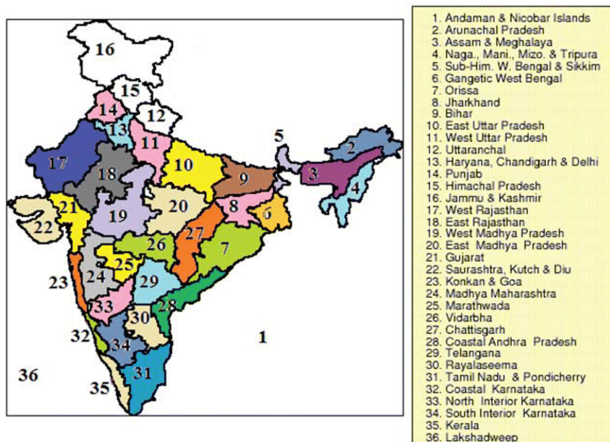 16
15
14
12
13
11
5
2
17
10
3
18
9
4
21
19
20
8
6
22
27
26
7
25
23
24
29
33
28
30
1
32
34
36
31
35
1. Andaman & Nicobar Islands
2. Arunachal Pradesh
3. Assam & Meghalaya
4. Naga., Mani., Mizo. & Tripura
5. Sub-Him. W. Bengal & Sikkim
6. Gangetic West Bengal
7. Orissa
8. Jharkhand
9. Bihar
10. East Uttar Pradesh
11. West Uttar Pradesh
12. Uttaranchal
13. Haryana, Chandigarh & Delhi
14. Punjab
15. Himachal Pradesh
16. Jammu & Kashmir
17. West Rajasthan
18. East Rajasthan
19. West Madhya Pradesh
20. East Madhya Pradesh
21. Gujarat
22. Saurashtra, Kutch & Diu
23. Konkan & Goa
24. Madhya Maharashtra
25. Marathwada
26. Vidarbha
27. Chattisgarh
28. Coastal Andhra Pradesh
29. Telangana
30. Rayalaseema
31. Tamil Nadu & Pondicherry
32. Coastal Karnataka
33. North Interior Karnataka
34. South Interior Karnataka
35. Kerala
36. Lakshadweep